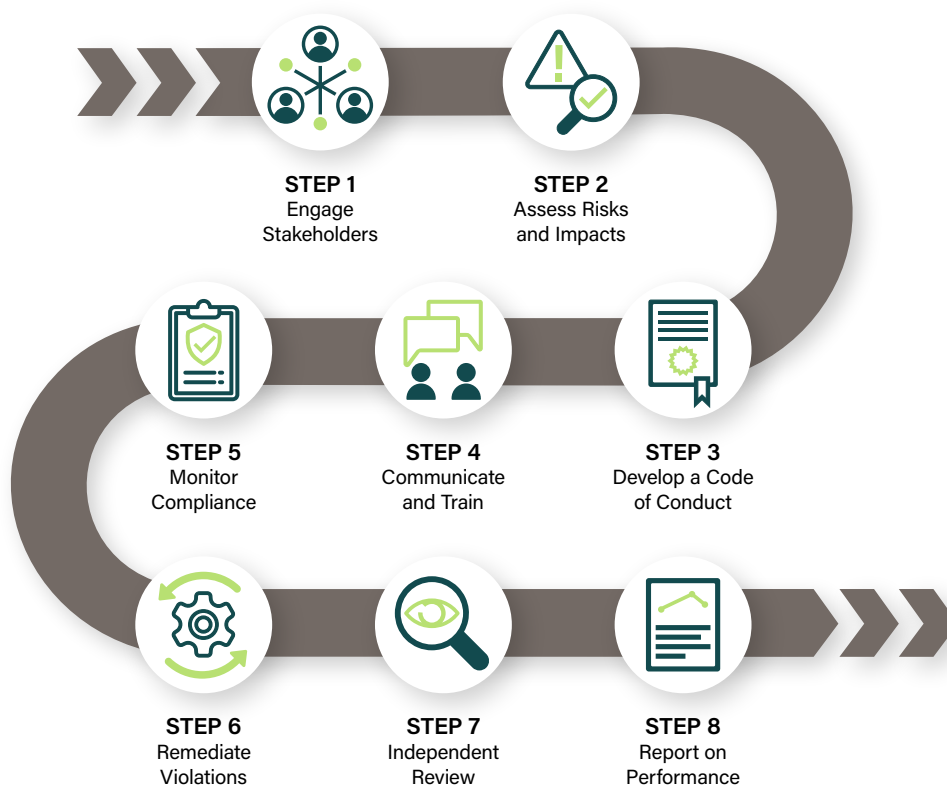 STEP 1
Engage
Stakeholders
STEP 2
Assess Risks
and Impacts
STEP 3
Develop a Code
of Conduct
STEP 4
Communicate
and Train
STEP 5
Monitor
Compliance
STEP 6
Remediate
Violations
STEP 7
Independent
Review
STEP 8
Report on
Performance